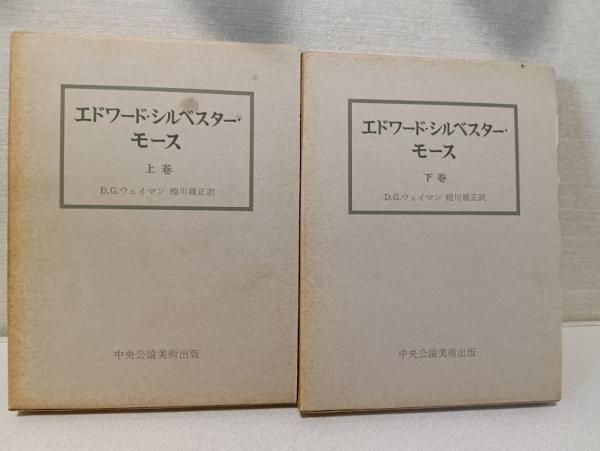 エドワード・シルベスター・
モース
上巻
D.G.ウェイマン 蜷川親正訳
中央公論美術出版
エドワード・シルベスター・
モース
下巻
D.G.ウェイマン 蜷川親正訳
中央公論美術出版